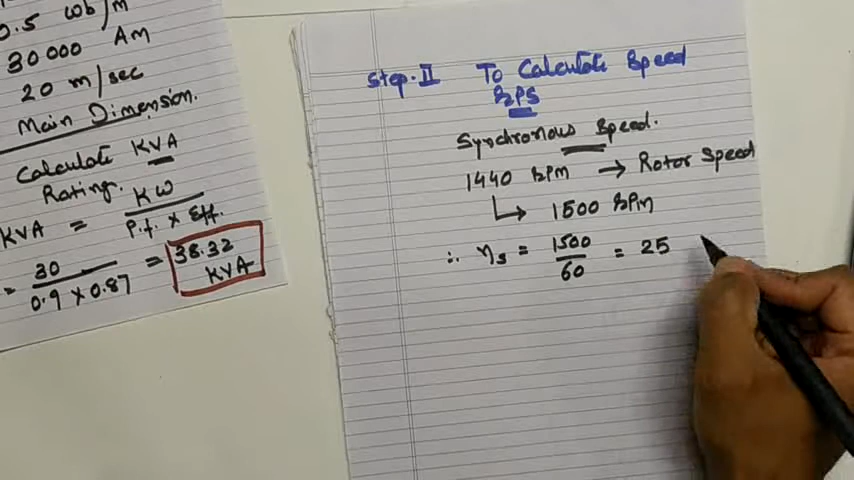 0.5 wb/m
30000 Am
20 m/sec
Main Dimension.
Calculate KVA
Rating.
KVA = KW
P.f. × Eff.
= 30
0.9 × 0.87
= 38.32
KVA
Step. II To Calculate Speed
rPS
Synchronous Speed.
1440 rpm → Rotor Speed
↳ 1500 rpm
∴ ηs = 1500
60
= 25